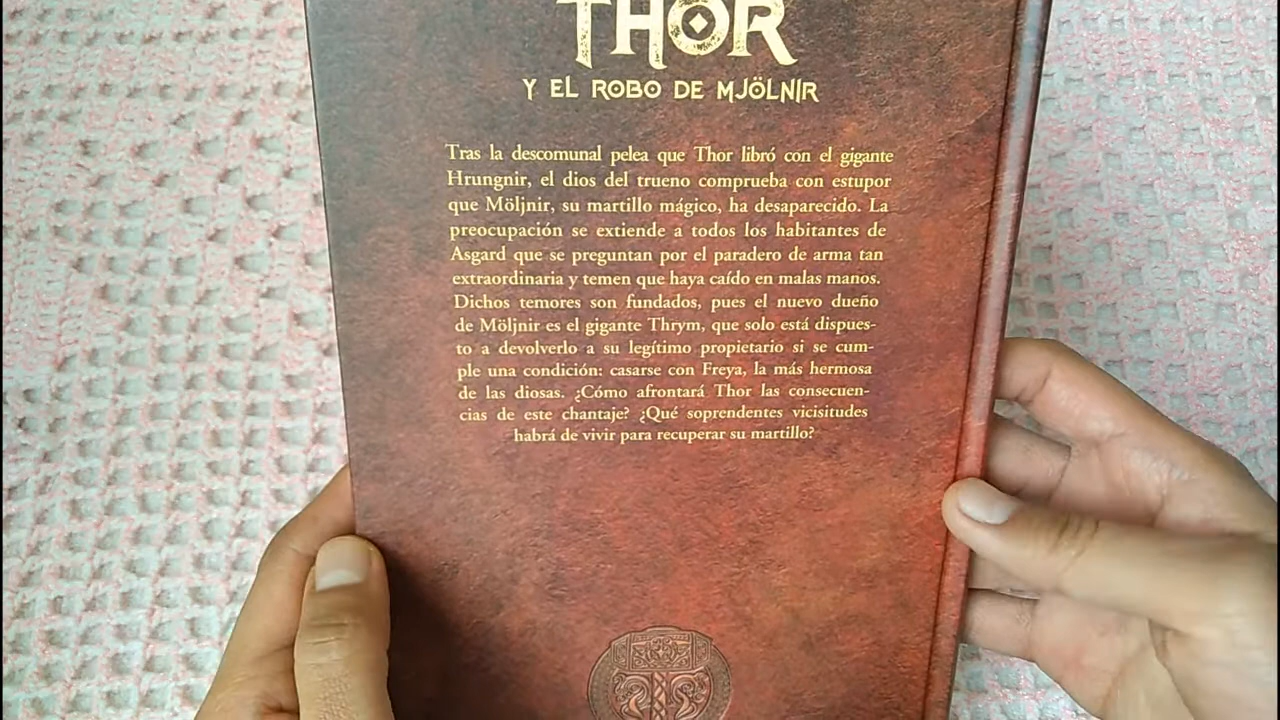 THOR
Y EL ROBO DE MJÖLNIR
Tras la descomunal pelea que Thor libró con el gigante
Hrungnir, el dios del trueno comprueba con estupor
que Möljnir, su martillo mágico, ha desaparecido. La
preocupación se extiende a todos los habitantes de
Asgard que se preguntan por el paradero de arma tan
extraordinaria y temen que haya caído en malas manos.
Dichos temores son fundados, pues el nuevo dueño
de Möljnir es el gigante Thrym, que solo está dispues-
to a devolverlo a su legítimo propietario si se cum-
ple una condición: casarse con Freya, la más hermosa
de las diosas. ¿Cómo afrontará Thor las consecuen-
cias de este chantaje? ¿Qué soprendentes vicisitudes
habrá de vivir para recuperar su martillo?